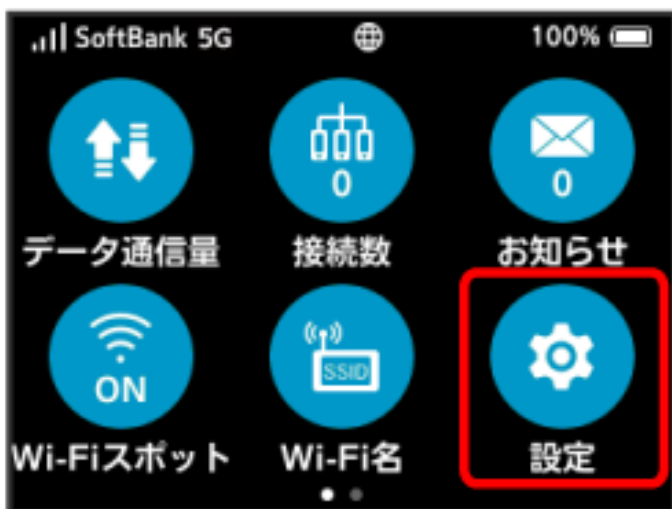 SoftBank 5G 100%
0 0
データ通信量 接続数 お知らせ
ON SSID
Wi-Fiスポット Wi-Fi名 設定